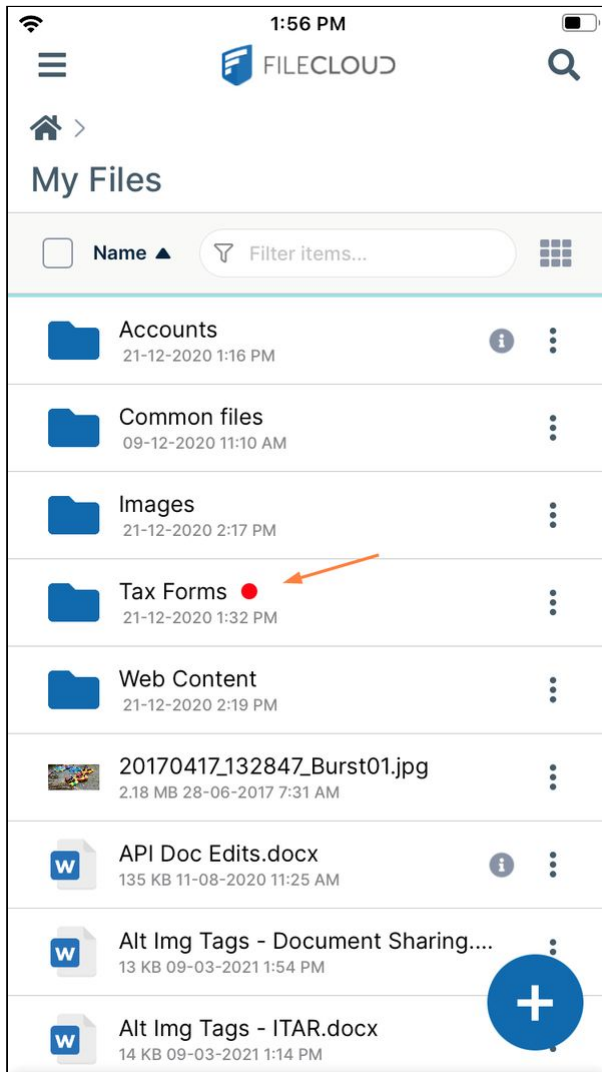 1:56 PM
FILECLOUD
My Files
Name
Filter items...
Accounts
21-12-2020 1:16 PM
Common files
09-12-2020 11:10 AM
Images
21-12-2020 2:17 PM
Tax Forms
21-12-2020 1:32 PM
Web Content
21-12-2020 2:19 PM
20170417_132847_Burst01.jpg
2.18 MB 28-06-2017 7:31 AM
W
API Doc Edits.docx
135 KB 11-08-2020 11:25 AM
W
Alt Img Tags - Document Sharing....
13 KB 09-03-2021 1:54 PM
W
Alt Img Tags - ITAR.docx
14 KB 09-03-2021 1:14 PM